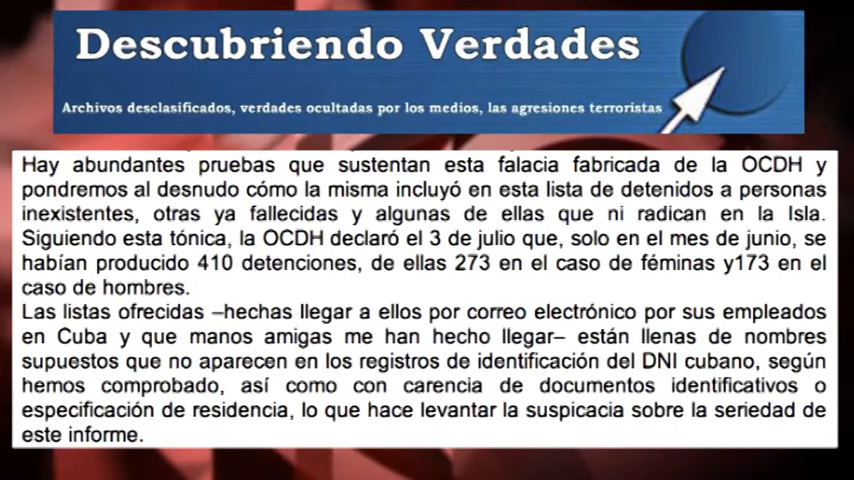 Descubriendo Verdades
Archivos desclasificados, verdades ocultadas por los medios, las agresiones terroristas
Hay abundantes pruebas que sustentan esta falacia fabricada de la OCDH y
pondremos al desnudo cómo la misma incluyó en esta lista de detenidos a personas
inexistentes, otras ya fallecidas y algunas de ellas que ni radican en la Isla.
Siguiendo esta tónica, la OCDH declaró el 3 de julio que, solo en el mes de junio, se
habían producido 410 detenciones, de ellas 273 en el caso de féminas y173 en el
caso de hombres.
Las listas ofrecidas –hechas llegar a ellos por correo electrónico por sus empleados
en Cuba y que manos amigas me han hecho llegar– están llenas de nombres
supuestos que no aparecen en los registros de identificación del DNI cubano, según
hemos comprobado, así como con carencia de documentos identificativos o
especificación de residencia, lo que hace levantar la suspicacia sobre la seriedad de
este informe.